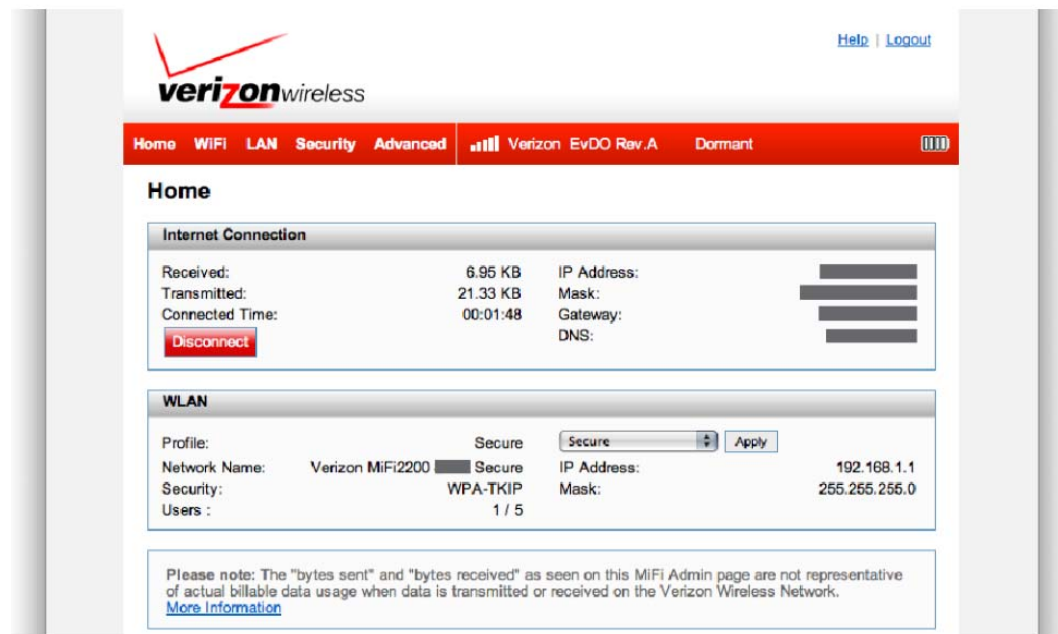 Help | Logout
verizonwireless
Home WiFi LAN Security Advanced Verizon EvDO Rev.A Dormant
Home
Internet Connection
Received: 6.95 KB IP Address:
Transmitted: 21.33 KB Mask:
Connected Time: 00:01:48 Gateway:
Disconnect DNS:
WLAN
Profile: Secure Secure Apply
Network Name: Verizon MiFi2200 Secure IP Address: 192.168.1.1
Security: WPA-TKIP Mask: 255.255.255.0
Users : 1 / 5
Please note: The "bytes sent" and "bytes received" as seen on this MiFi Admin page are not representative
of actual billable data usage when data is transmitted or received on the Verizon Wireless Network.
More Information